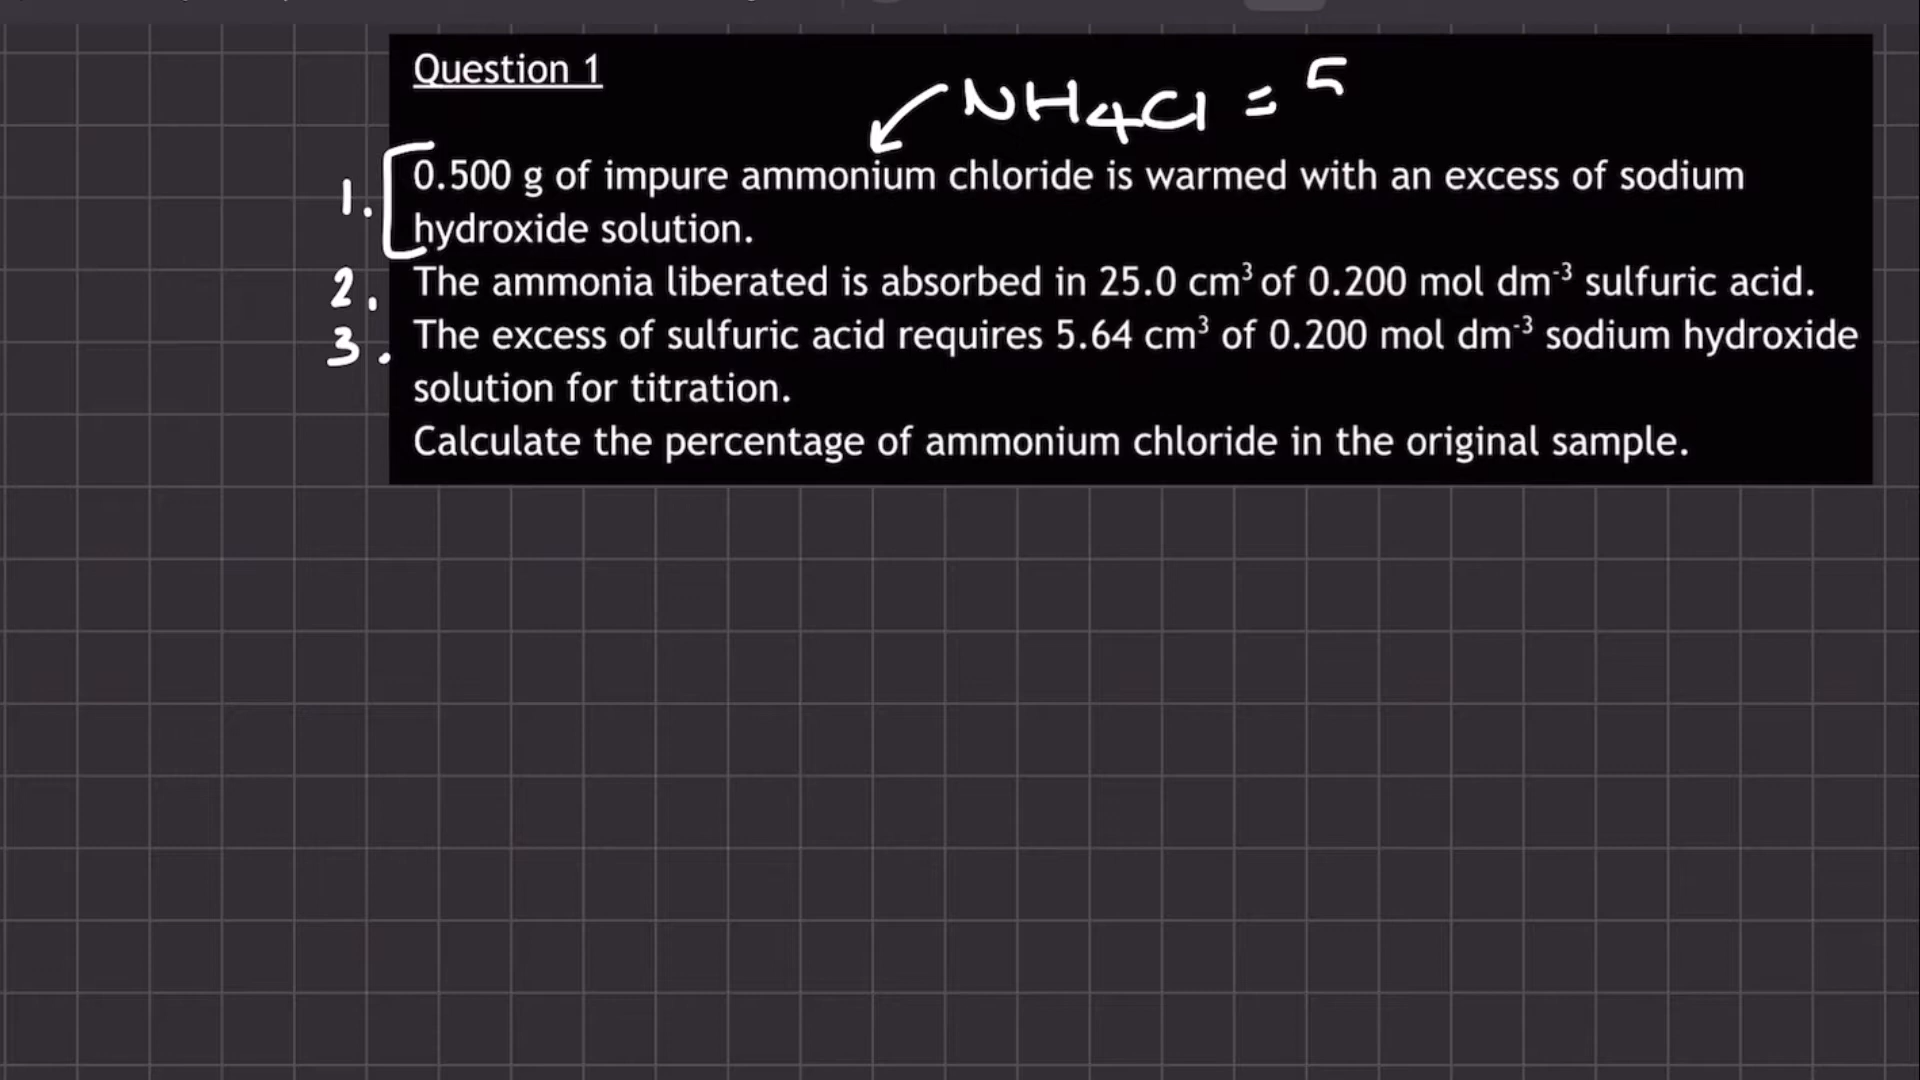 Question 1
NH₄Cl = 5
1. 0.500 g of impure ammonium chloride is warmed with an excess of sodium
hydroxide solution.
2. The ammonia liberated is absorbed in 25.0 cm³ of 0.200 mol dm⁻³ sulfuric acid.
3. The excess of sulfuric acid requires 5.64 cm³ of 0.200 mol dm⁻³ sodium hydroxide
solution for titration.
Calculate the percentage of ammonium chloride in the original sample.